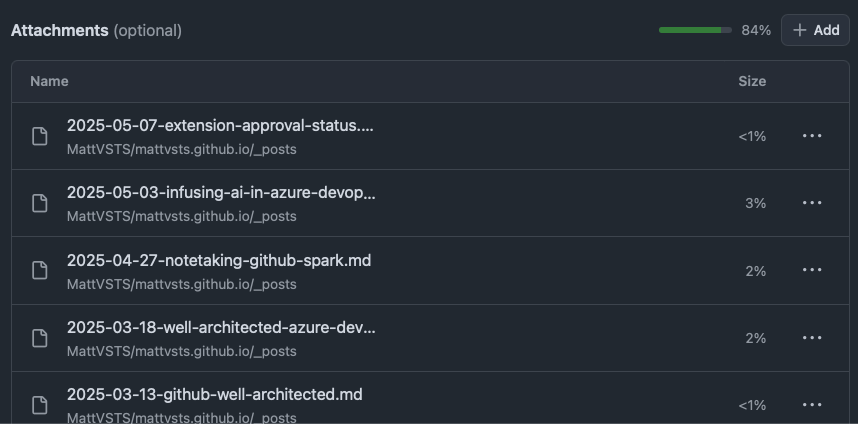 Attachments (optional) 84% + Add
Name Size
2025-05-07-extension-approval-status....
MattVSTS/mattvsts.github.io/_posts
<1% ...
2025-05-03-infusing-ai-in-azure-devop...
MattVSTS/mattvsts.github.io/_posts
3% ...
2025-04-27-notetaking-github-spark.md
MattVSTS/mattvsts.github.io/_posts
2% ...
2025-03-18-well-architected-azure-dev...
MattVSTS/mattvsts.github.io/_posts
2% ...
2025-03-13-github-well-architected.md
MattVSTS/mattvsts.github.io/_posts
<1% ...